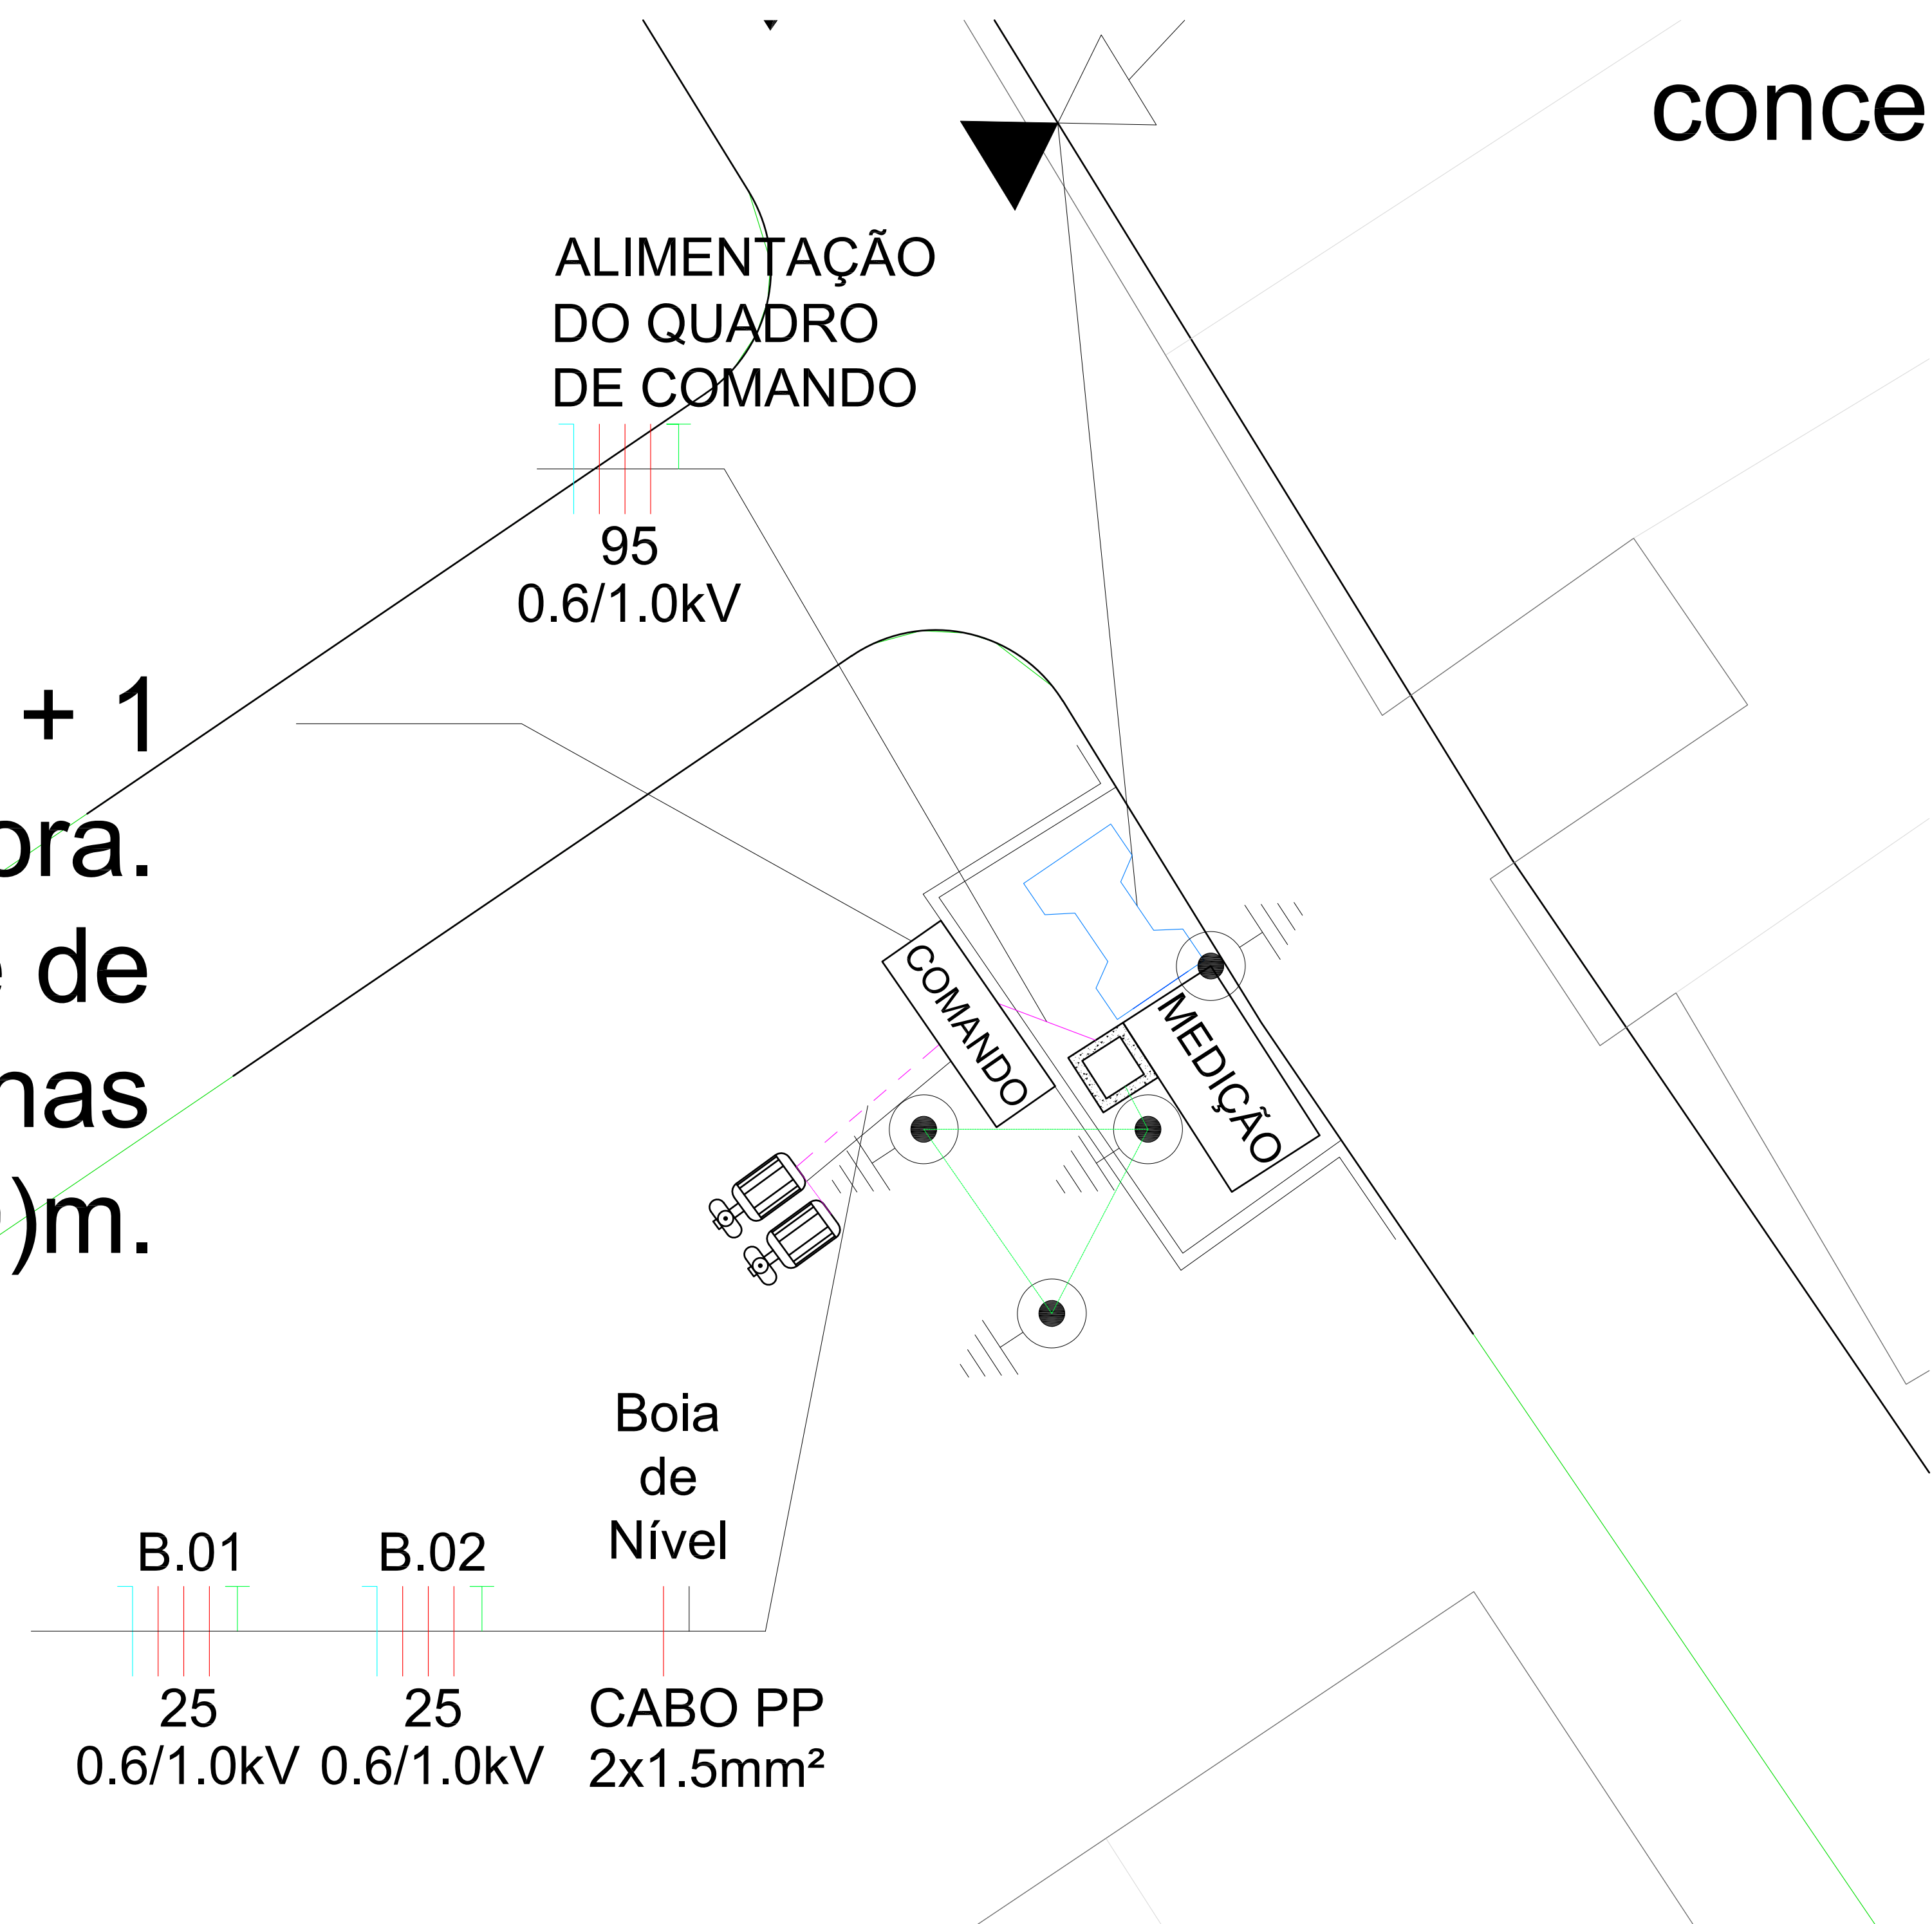 conce
ALIMENTAÇÃO
DO QUADRO
DE COMANDO
95
0.6/1.0kV
+ 1
ora.
e de
nas
)m.
COMANDO
MEDIÇÃO
Boia
de
Nível
B.01
B.02
25
25
CABO PP
0.6/1.0kV
0.6/1.0kV
2x1.5mm²